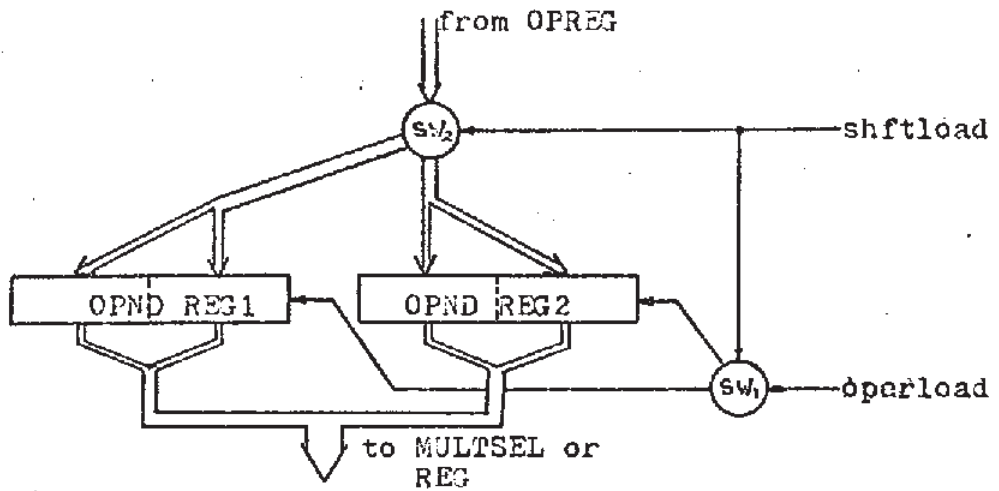 from OPREG
SW₂
shftload
OPND REG1
OPND REG2
SW₁
operload
to MULTSEL or
REG